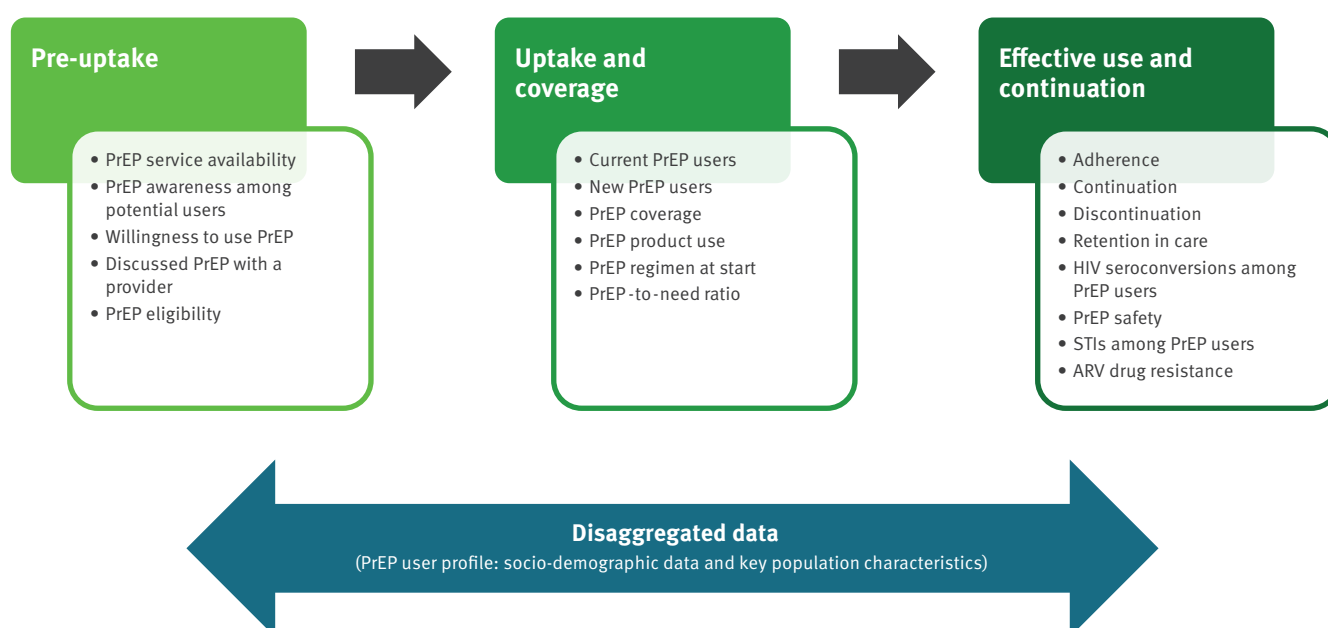 Pre-uptake
• PrEP service availability
• PrEP awareness among
potential users
• Willingness to use PrEP
• Discussed PrEP with a
provider
• PrEP eligibility
Uptake and
coverage
• Current PrEP users
• New PrEP users
• PrEP coverage
• PrEP product use
• PrEP regimen at start
• PrEP-to-need ratio
Effective use and
continuation
• Adherence
• Continuation
• Discontinuation
• Retention in care
• HIV seroconversions among
PrEP users
• PrEP safety
• STIs among PrEP users
• ARV drug resistance
Disaggregated data
(PrEP user profile: socio-demographic data and key population characteristics)